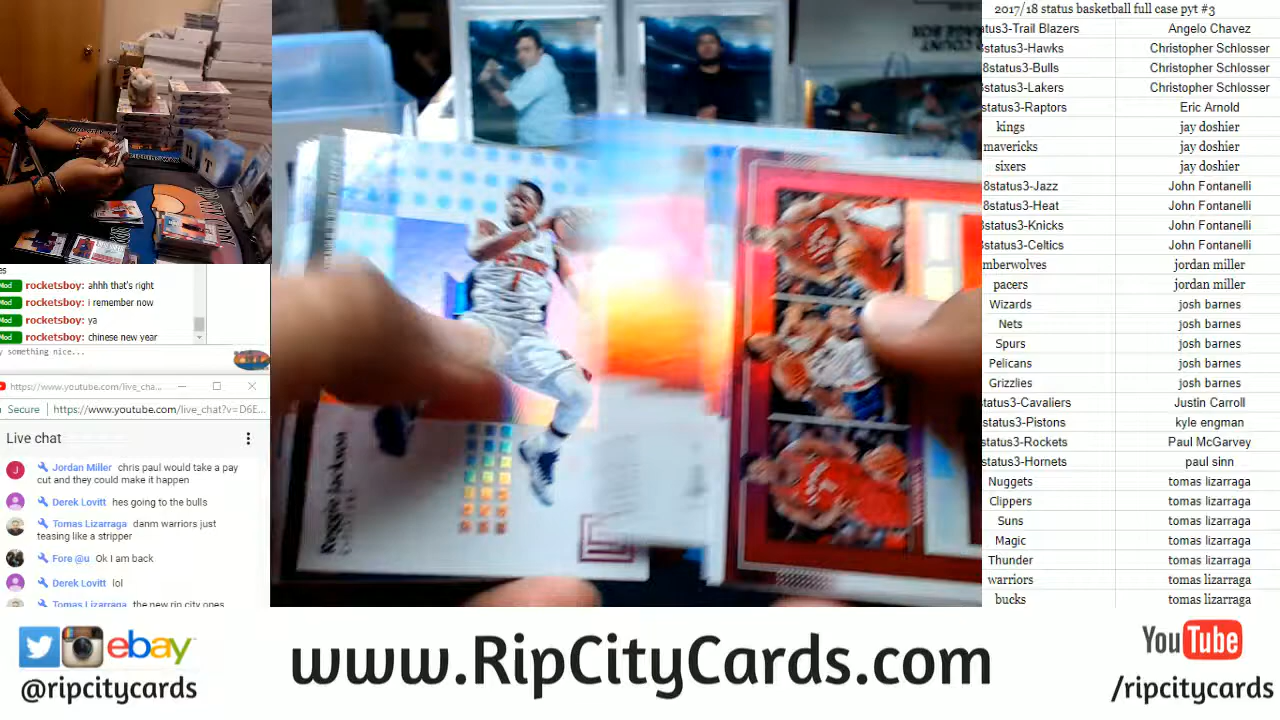 2017/18 status basketball full case pyt #3
atus3-Trail Blazers Angelo Chavez
8status3-Hawks Christopher Schlosser
8status3-Bulls Christopher Schlosser
8status3-Lakers Christopher Schlosser
status3-Raptors Eric Arnold
kings jay doshier
mavericks jay doshier
sixers jay doshier
8status3-Jazz John Fontanelli
8status3-Heat John Fontanelli
status3-Knicks John Fontanelli
status3-Celtics John Fontanelli
mberwolves jordan miller
pacers jordan miller
Wizards josh barnes
Nets josh barnes
Spurs josh barnes
Pelicans josh barnes
Grizzlies josh barnes
status3-Cavaliers Justin Carroll
status3-Pistons kyle engman
status3-Rockets Paul McGarvey
status3-Hornets paul sinn
Nuggets tomas lizarraga
Clippers tomas lizarraga
Suns tomas lizarraga
Magic tomas lizarraga
Thunder tomas lizarraga
warriors tomas lizarraga
bucks tomas lizarraga
es
Mod rocketsboy: ahhh that's right
Mod rocketsboy: i remember now
Mod rocketsboy: ya
Mod rocketsboy: chinese new year
y something nice...
https://www.youtube.com/live_cha...
Secure https://www.youtube.com/live_chat?v=D6E...
Live chat
J Jordan Miller chris paul would take a pay
cut and they could make it happen
Derek Lovitt hes going to the bulls
Tomas Lizarraga danm warriors just
teasing like a stripper
Fore @u Ok I am back
Derek Lovitt lol
Tomas Lizarraga the new rip city ones
Reggie Jackson
ebay
@ripcitycards
www.RipCityCards.com
YouTube
/ripcitycards